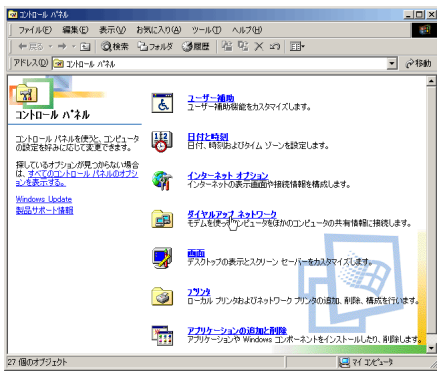 コントロール パネル
ファイル(F) 編集(E) 表示(V) お気に入り(A) ツール(T) ヘルプ(H)
戻る 検索 フォルダ 履歴
アドレス(D) コントロール パネル 移動
コントロール パネル
コントロール パネルを使うと、コンピュータ
の設定を好みに応じて変更できます。
探しているオプションが見つからない場合
は、すべてのコントロール パネルのオプシ
ョンを表示する。
Windows Update
製品サポート情報
ユーザー補助
ユーザー補助機能をカスタマイズします。
日付と時刻
日付、時刻およびタイム ゾーンを設定します。
インターネット オプション
インターネットの表示画面や接続情報を構成します。
ダイヤルアップ ネットワーク
モデムを使ってコンピュータをほかのコンピュータの共有情報に接続します。
画面
デスクトップの表示とスクリーン セーバーをカスタマイズします。
プリンタ
ローカル プリンタおよびネットワーク プリンタの追加、削除、構成を行います。
アプリケーションの追加と削除
アプリケーションや Windows コンポーネントをインストールしたり、削除します。
27 個のオブジェクト マイ コンピュータ